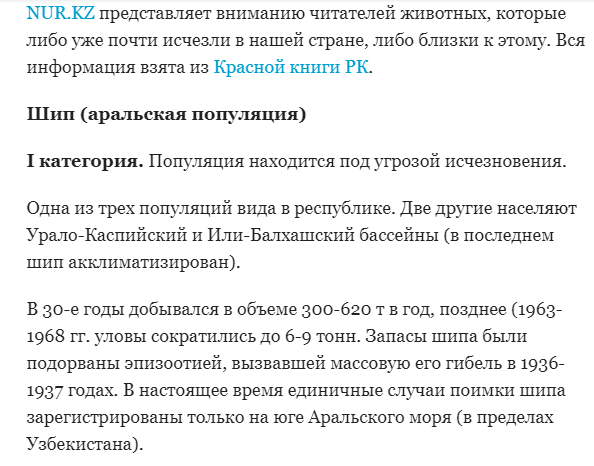 NUR.KZ представляет вниманию читателей животных, которые
либо уже почти исчезли в нашей стране, либо близки к этому. Вся
информация взята из Красной книги РК.
Шип (аральская популяция)
I категория. Популяция находится под угрозой исчезновения.
Одна из трех популяций вида в республике. Две другие населяют
Урало-Каспийский и Или-Балхашский бассейны (в последнем
шип акклиматизирован).
В 30-е годы добывался в объеме 300-620 т в год, позднее (1963-
1968 гг. уловы сократились до 6-9 тонн. Запасы шипа были
подорваны эпизоотией, вызвавшей массовую его гибель в 1936-
1937 годах. В настоящее время единичные случаи поимки шипа
зарегистрированы только на юге Аральского моря (в пределах
Узбекистана).